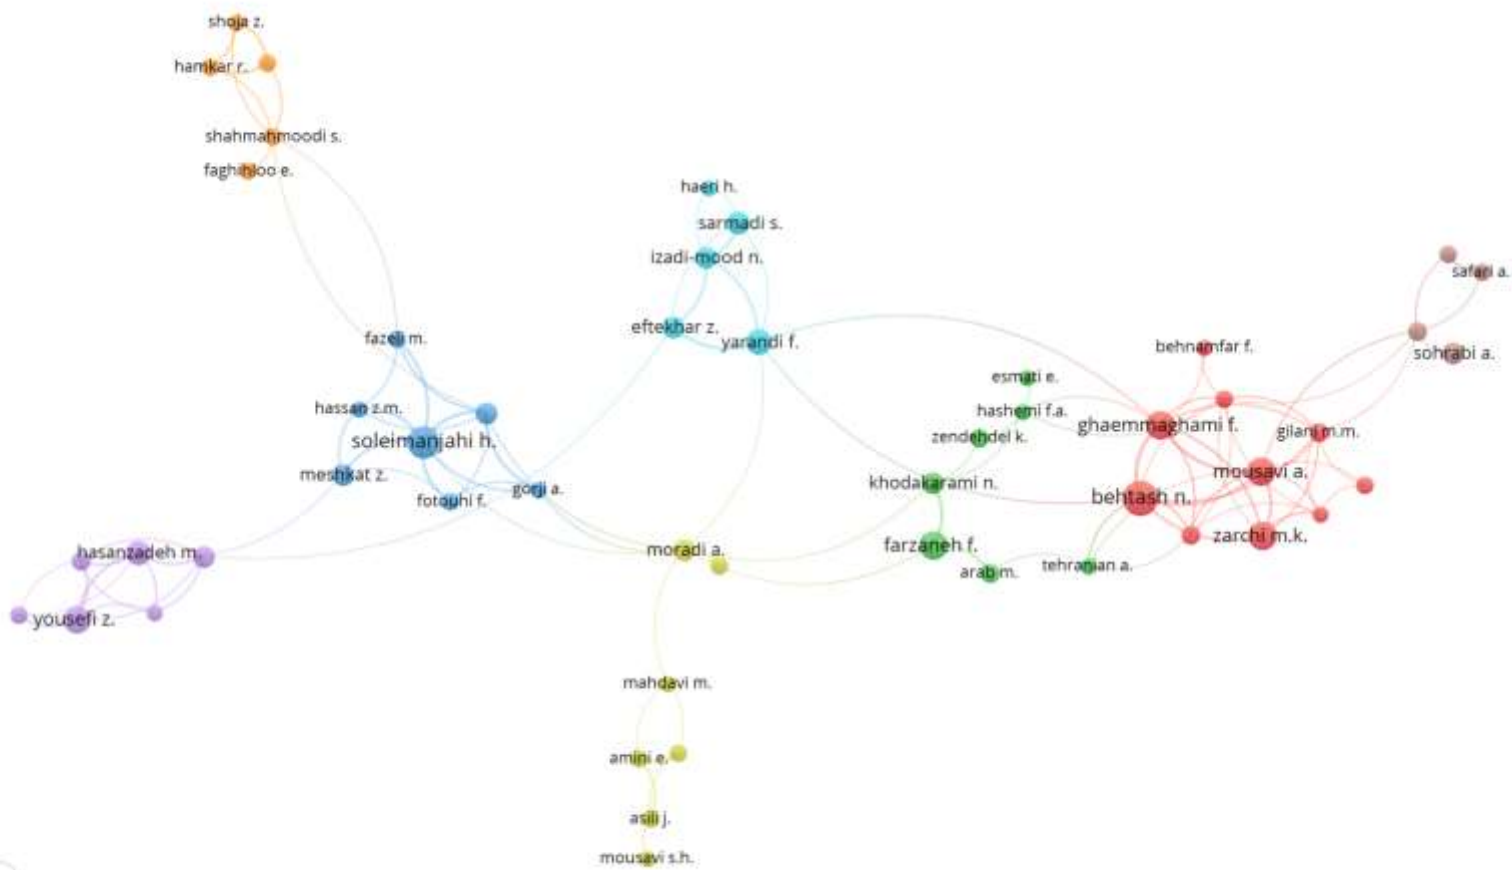 shoja z.
hamkar r.
shahmahmoodi s.
faghihloo e.
haeri h.
sarmadi s.
izadi-mood n.
eftekhar z.
yarandi f.
safari a.
sohrabi a.
fazeli m.
hassan z.m.
soleimanjahi h.
meshkat z.
fotouhi f.
gorji a.
behnamfar f.
esmati e.
hashemi f.a.
zendehdel k.
ghaemmaghami f.
gilani m.m.
mousavi a.
khodakarami n.
behtash n.
zarchi m.k.
farzaneh f.
arab m.
tehranian a.
moradi a.
hasanzadeh m.
yousefi z.
mahdavi m.
amini e.
asili j.
mousavi s.h.